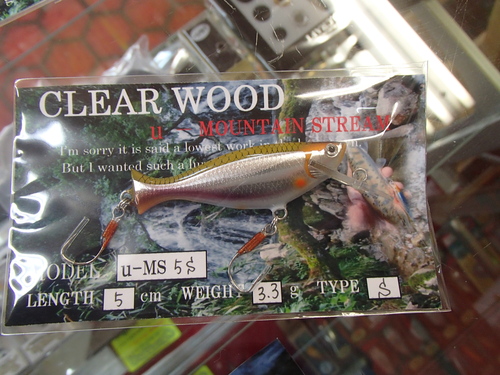 CLEAR WOOD
u - MOUNTAIN STREAM
I'm sorry it is said a lowest work
But I wanted such a
MODEL u-MS 5S
LENGTH 5 cm WEIGHT 3.3 g TYPE S